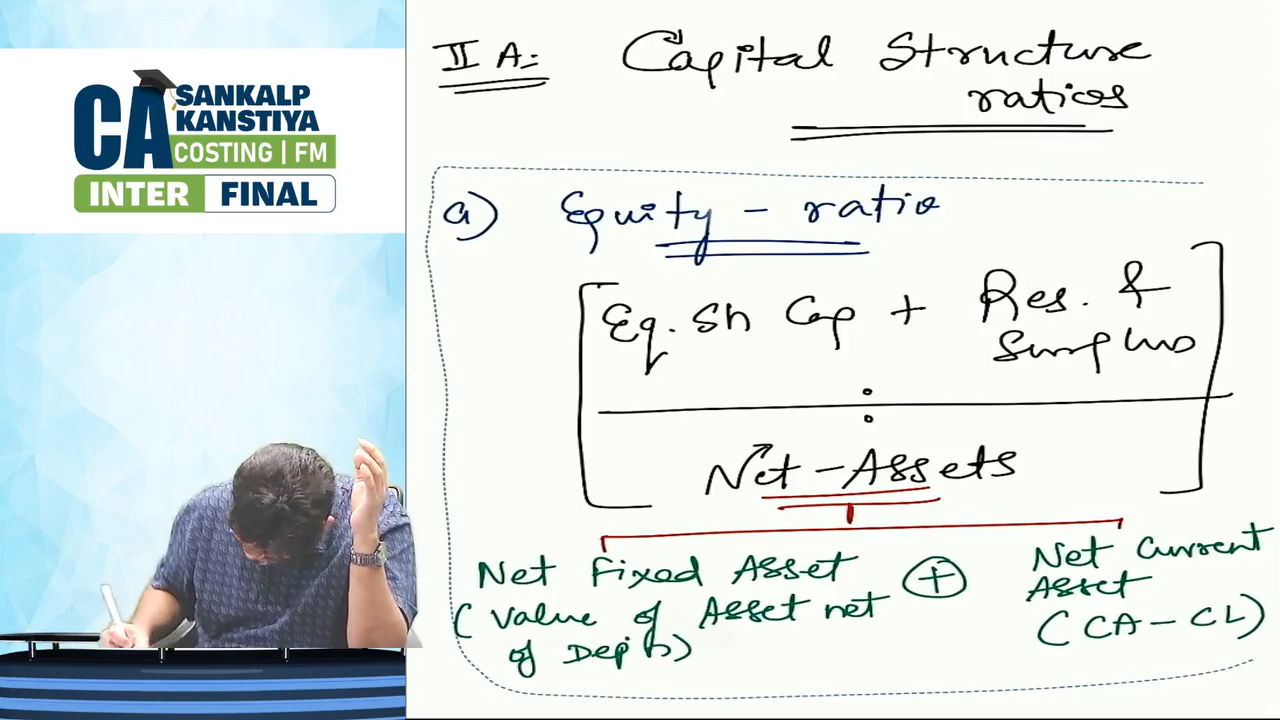 CA SANKALP
KANSTIYA
COSTING | FM
INTER FINAL
II A:- Capital Structure
ratios
a) Equity - ratio
Eq. Sh Cap + Res. &
Surplus
:
Net - Assets
Net Fixed Asset + Net Current
Asset
(Value of Asset net (CA - CL)
of Depn)